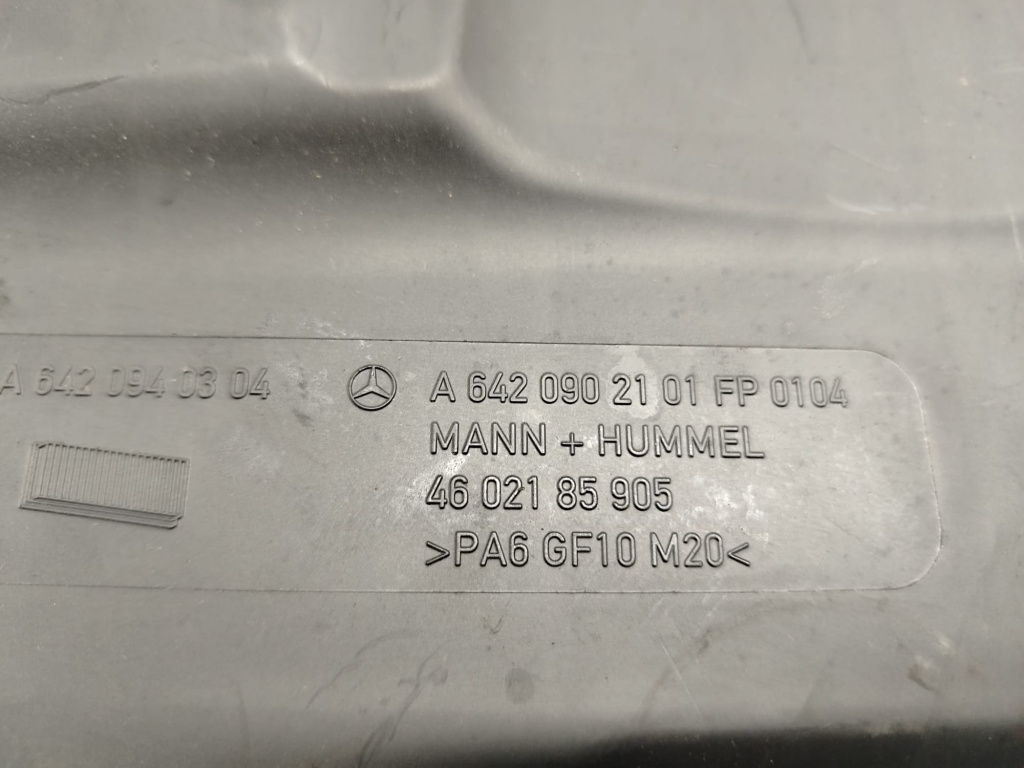 A 642 094 03 04
A 642 090 21 01 FP 0104
MANN + HUMMEL
46 021 85 905
>PA6 GF10 M20<